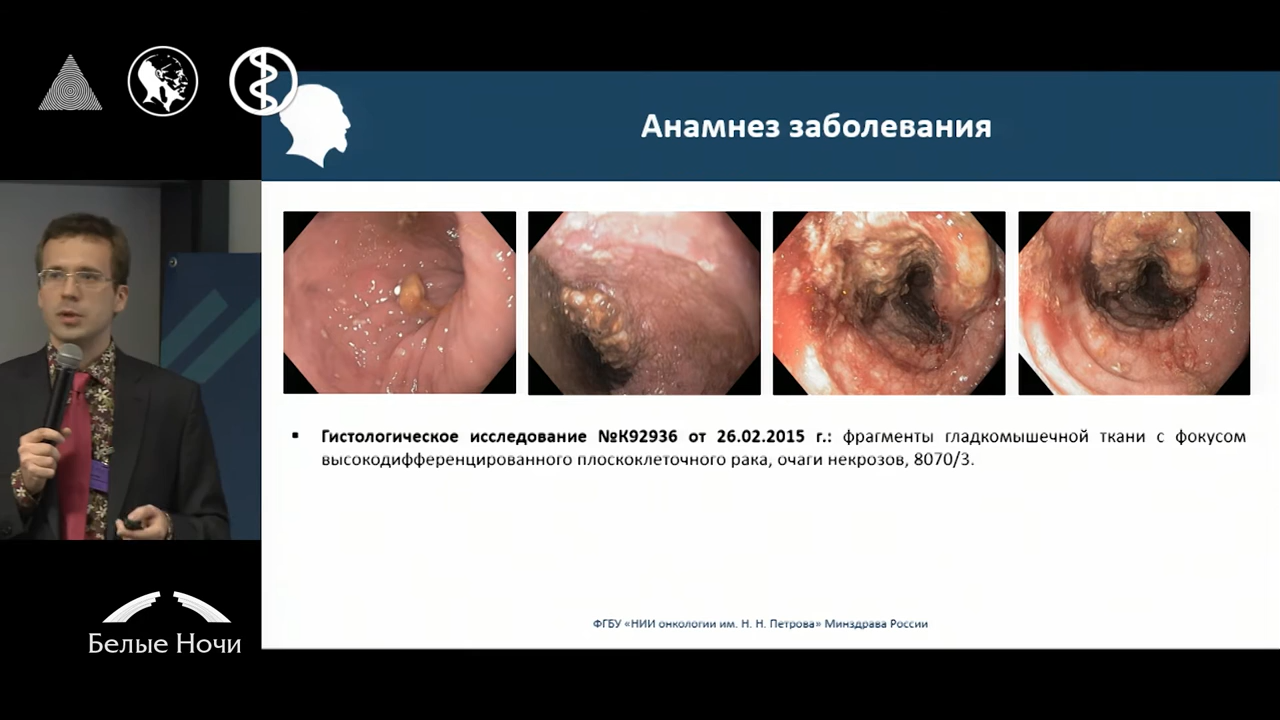 Анамнез заболевания
▪ Гистологическое исследование №К92936 от 26.02.2015 г.: фрагменты гладкомышечной ткани с фокусом
высокодифференцированного плоскоклеточного рака, очаги некрозов, 8070/3.
ФГБУ «НИИ онкологии им. Н. Н. Петрова» Минздрава России
Белые Ночи